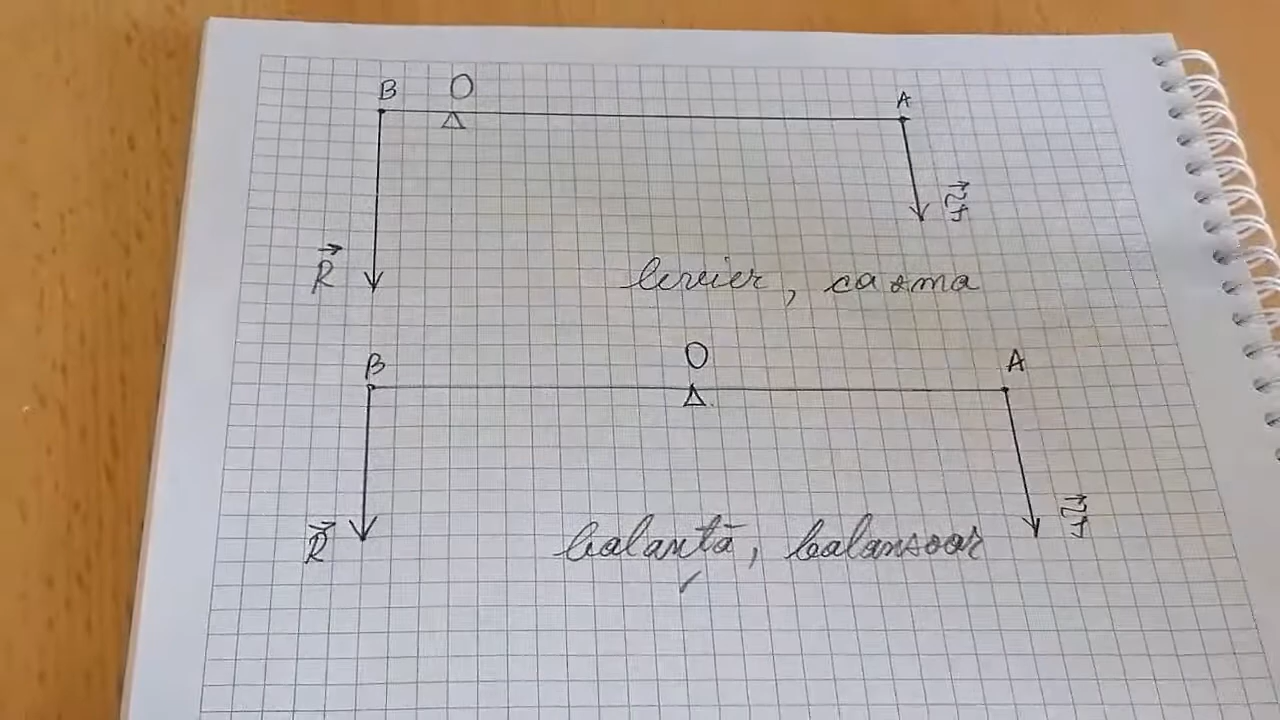 B O A
R⃗ F⃗
levier, cazma
B O A
R⃗ F⃗
balanță, balansoar